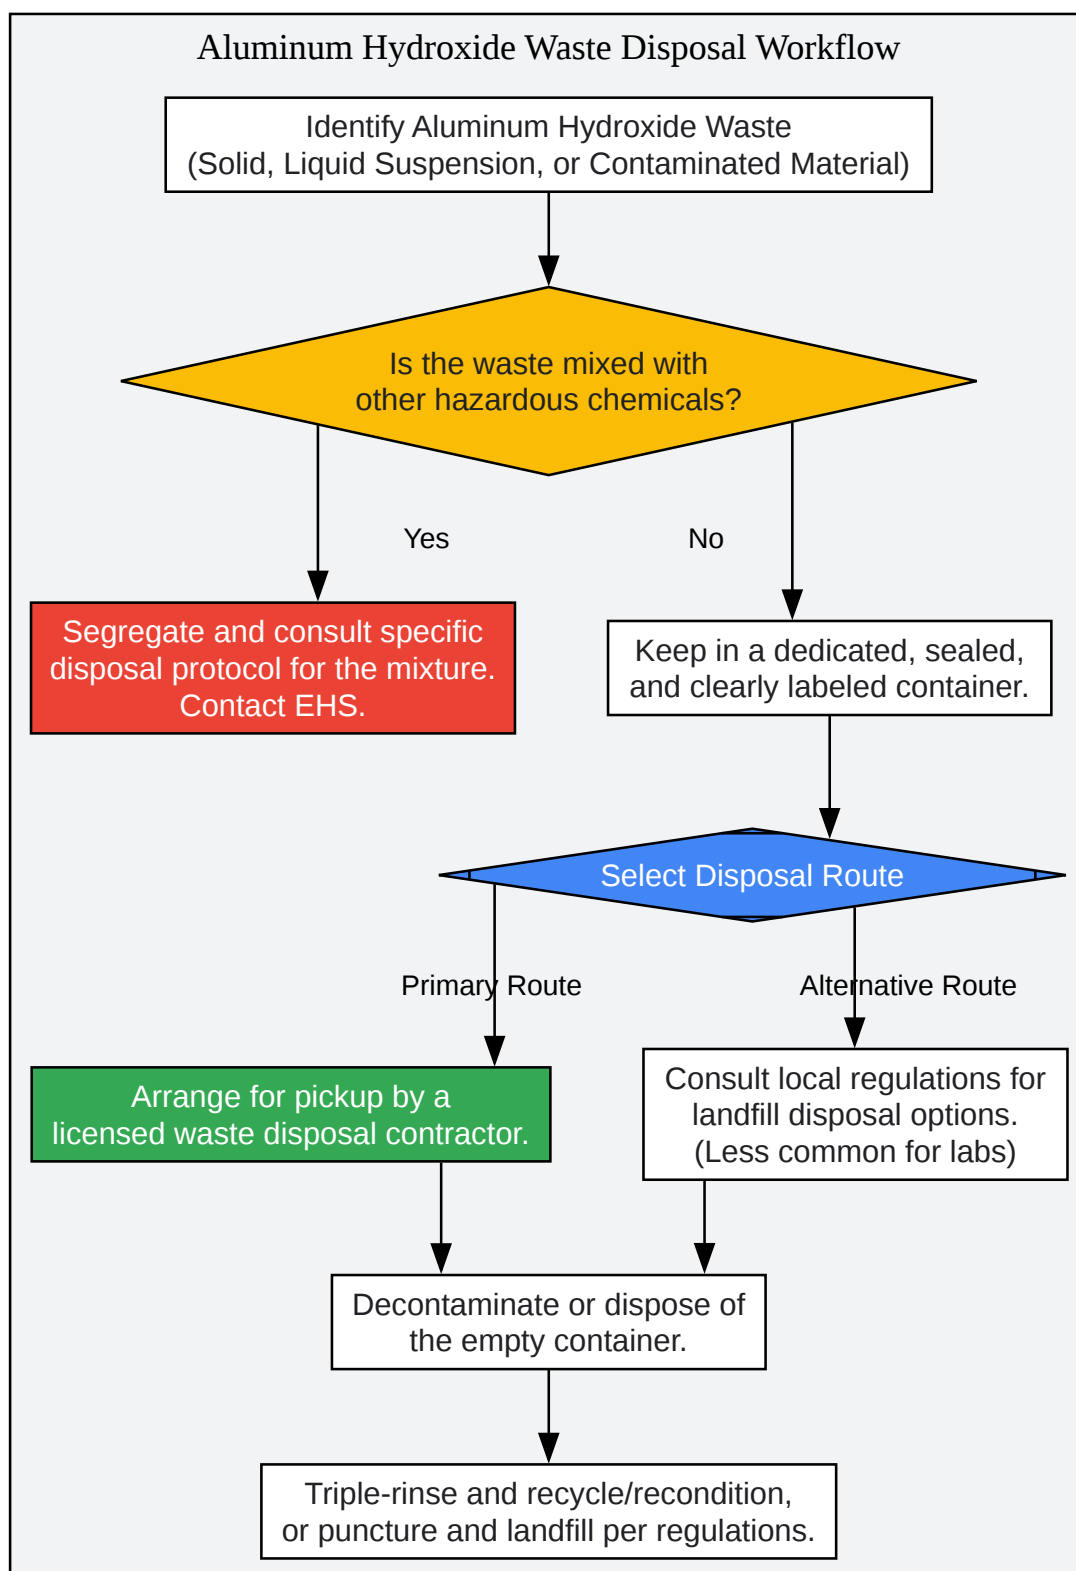 Aluminum Hydroxide Waste Disposal Workflow
Identify Aluminum Hydroxide Waste
(Solid, Liquid Suspension, or Contaminated Material)
Is the waste mixed with
other hazardous chemicals?
Yes
No
Segregate and consult specific
disposal protocol for the mixture.
Contact EHS.
Keep in a dedicated, sealed,
and clearly labeled container.
Select Disposal Route
Primary Route
Alternative Route
Arrange for pickup by a
licensed waste disposal contractor.
Consult local regulations for
landfill disposal options.
(Less common for labs)
Decontaminate or dispose of
the empty container.
Triple-rinse and recycle/recondition,
or puncture and landfill per regulations.